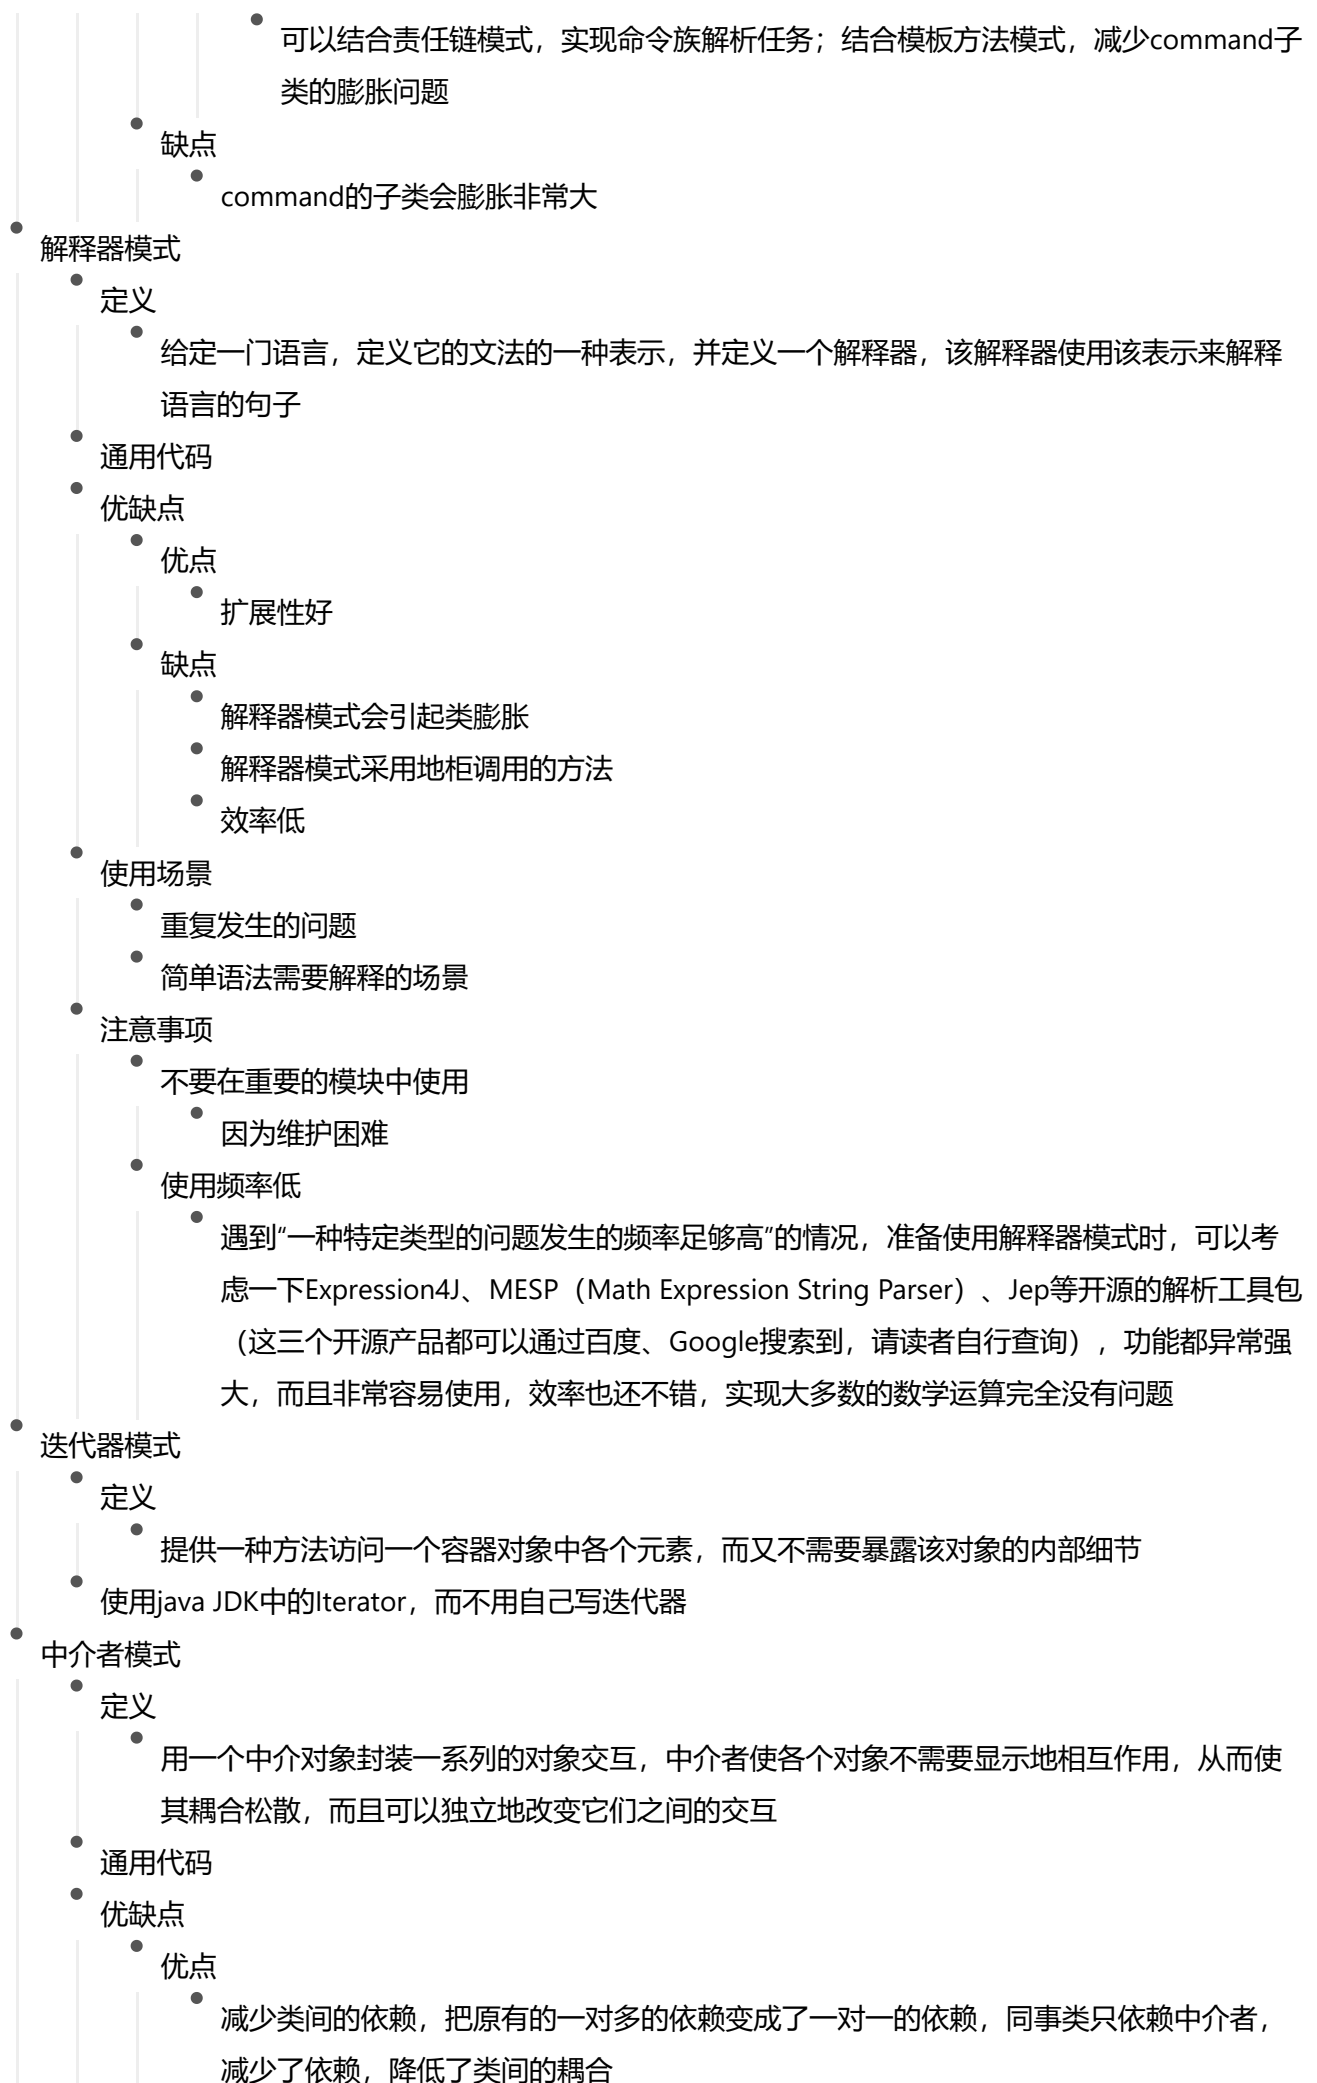 可以结合责任链模式，实现命令族解析任务；结合模板方法模式，减少command子
类的膨胀问题
缺点
command的子类会膨胀非常大
解释器模式
定义
给定一门语言，定义它的文法的一种表示，并定义一个解释器，该解释器使用该表示来解释
语言的句子
通用代码
优缺点
优点
扩展性好
缺点
解释器模式会引起类膨胀
解释器模式采用地柜调用的方法
效率低
使用场景
重复发生的问题
简单语法需要解释的场景
注意事项
不要在重要的模块中使用
因为维护困难
使用频率低
遇到“一种特定类型的问题发生的频率足够高”的情况，准备使用解释器模式时，可以考
虑一下Expression4J、MESP（Math Expression String Parser）、Jep等开源的解析工具包
（这三个开源产品都可以通过百度、Google搜索到，请读者自行查询），功能都异常强
大，而且非常容易使用，效率也还不错，实现大多数的数学运算完全没有问题
迭代器模式
定义
提供一种方法访问一个容器对象中各个元素，而又不需要暴露该对象的内部细节
使用java JDK中的Iterator，而不用自己写迭代器
中介者模式
定义
用一个中介对象封装一系列的对象交互，中介者使各个对象不需要显示地相互作用，从而使
其耦合松散，而且可以独立地改变它们之间的交互
通用代码
优缺点
优点
减少类间的依赖，把原有的一对多的依赖变成了一对一的依赖，同事类只依赖中介者，
减少了依赖，降低了类间的耦合